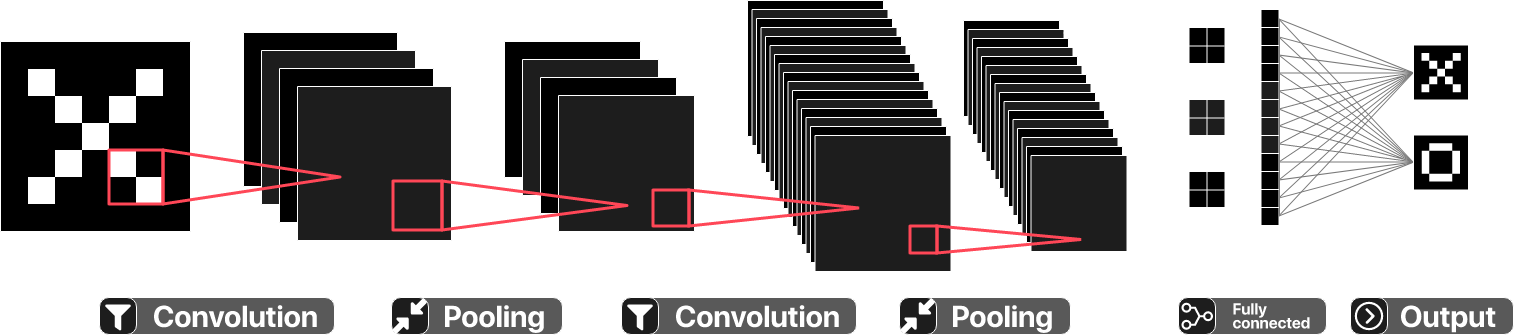 Convolution
Pooling
Convolution
Pooling
Fully
connected
Output